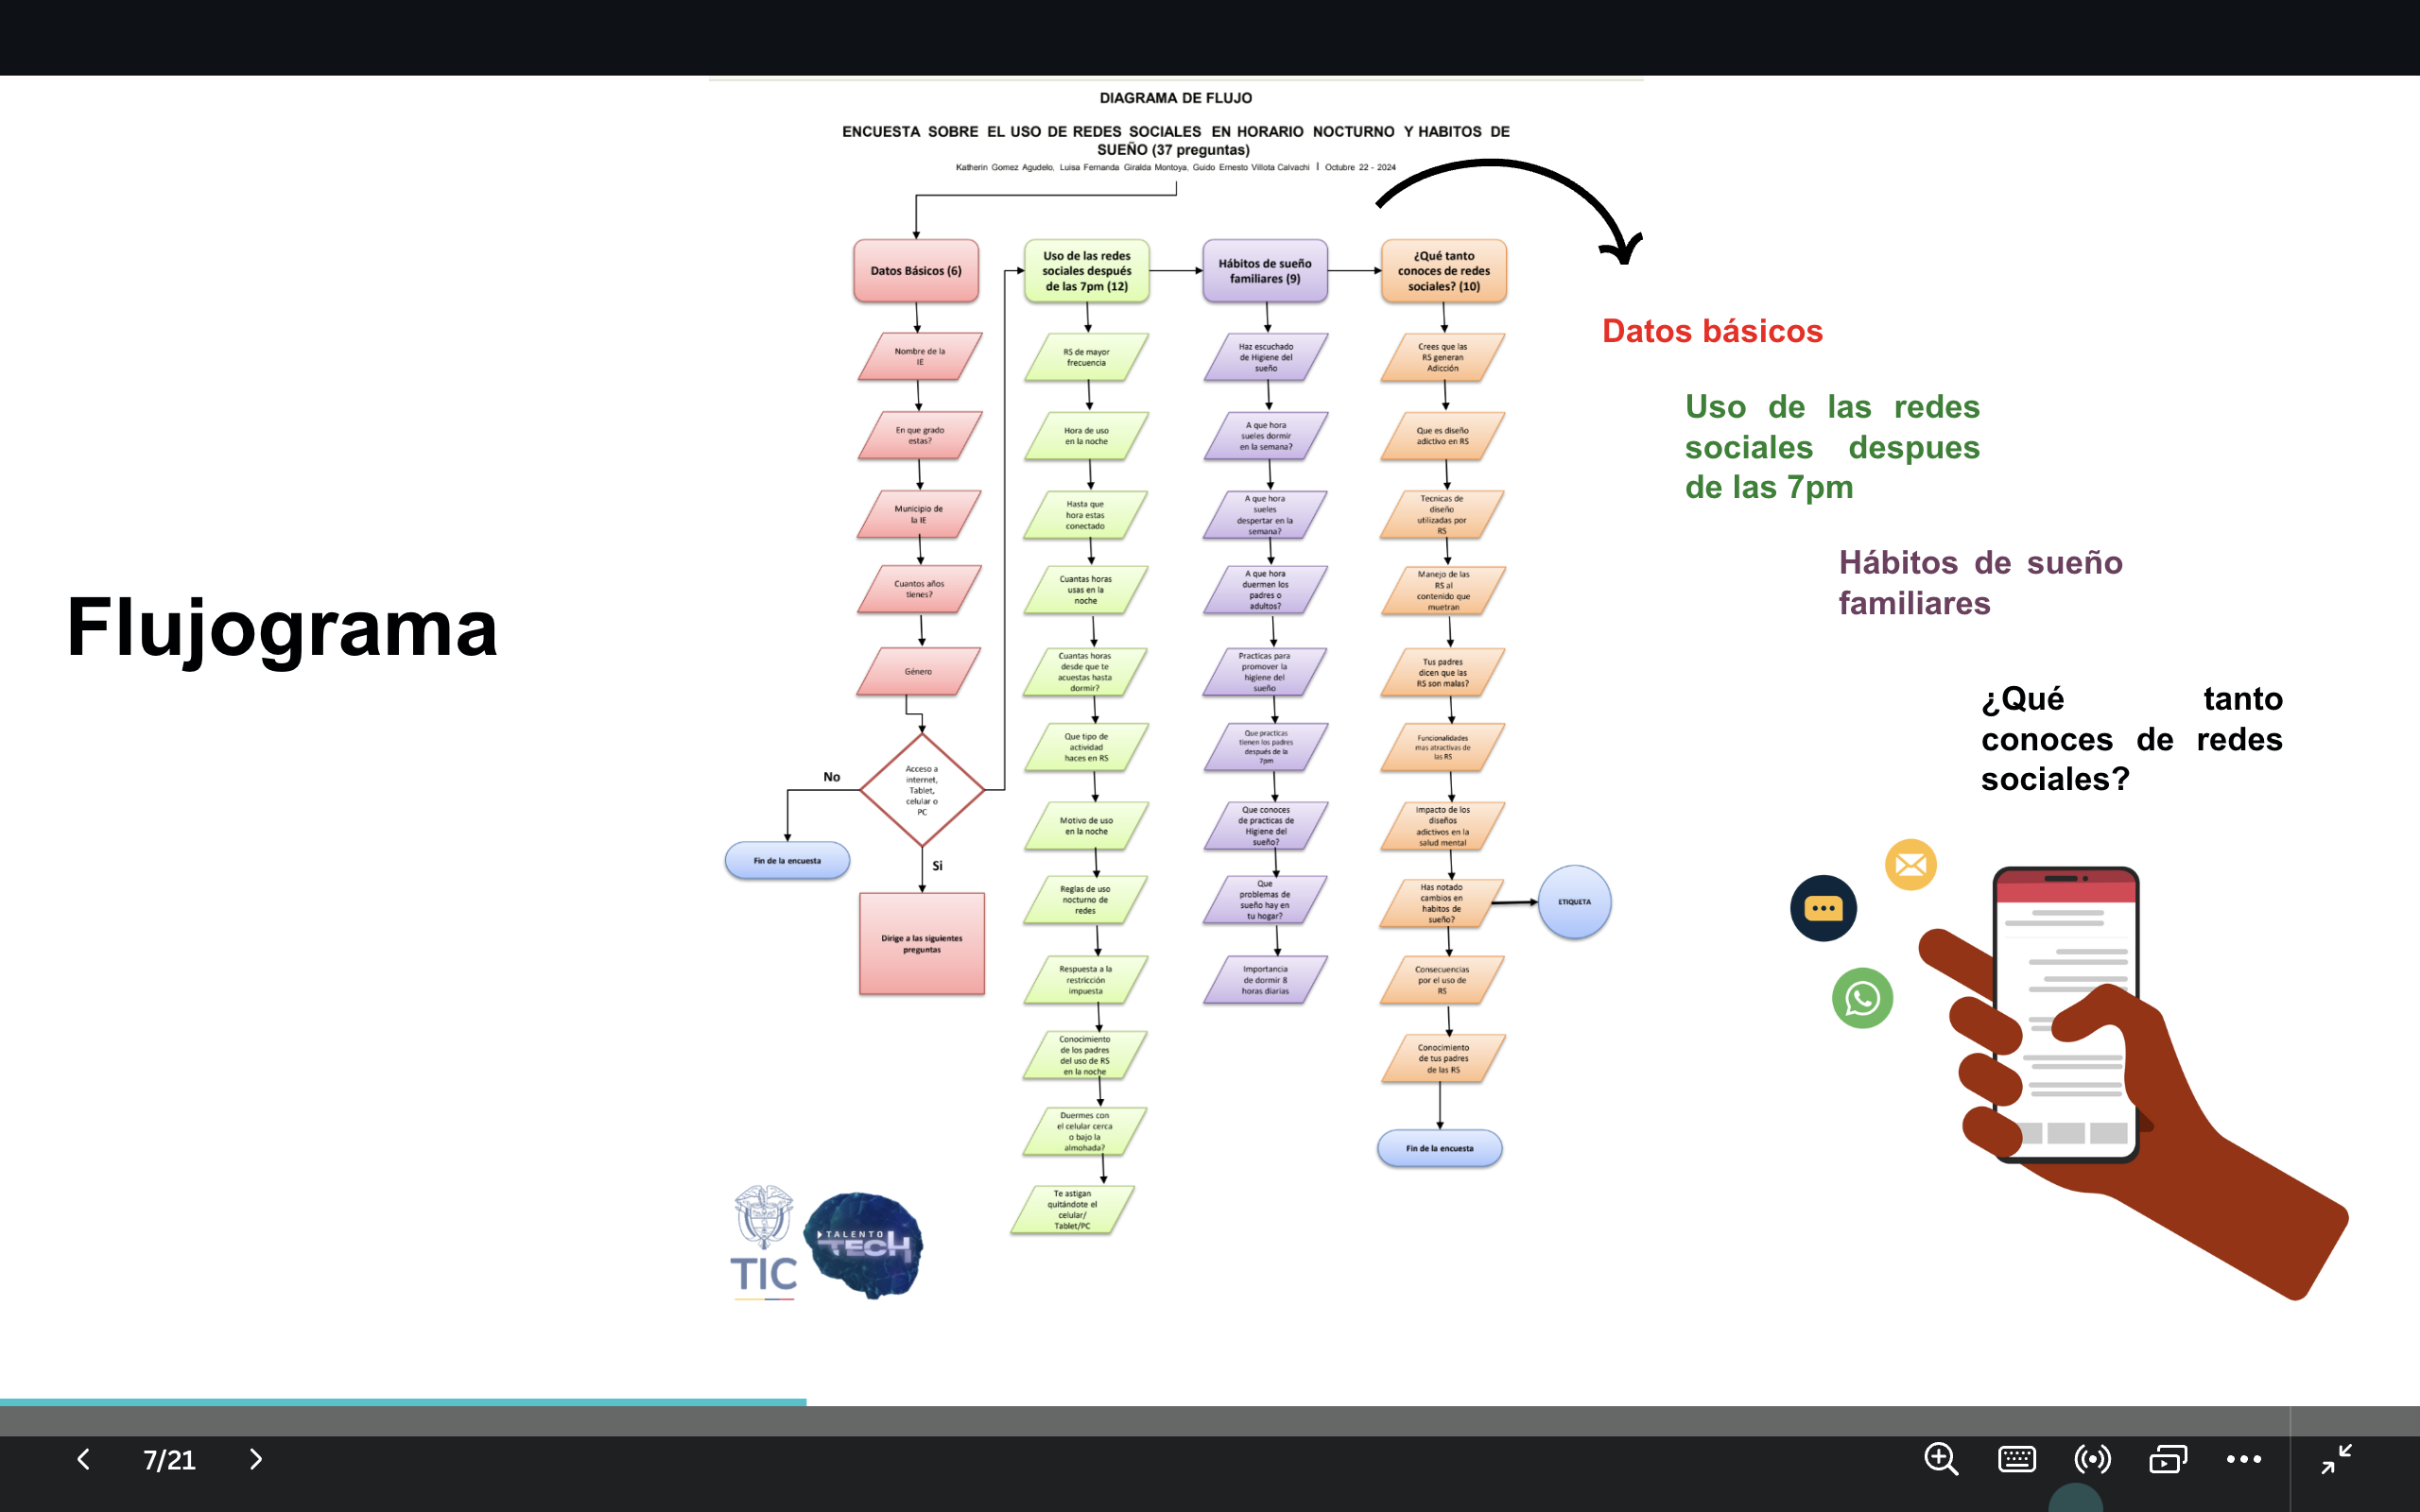 DIAGRAMA DE FLUJO
ENCUESTA SOBRE EL USO DE REDES SOCIALES EN HORARIO NOCTURNO Y HABITOS DE
SUEÑO (37 preguntas)
Katherin Gomez Agudelo, Luisa Fernanda Giralda Montoya, Guido Ernesto Villota Calvachi | Octubre 22 - 2024
Flujograma
Datos Básicos (6)
Nombre de la
IE
En que grado
estas?
Municipio de
la IE
Cuantos años
tienes?
Género
Acceso a
internet,
Tablet,
celular o
PC
No
Fin de la encuesta
Si
Dirige a las siguientes
preguntas
Uso de las redes
sociales después
de las 7pm (12)
RS de mayor
frecuencia
Hora de uso
en la noche
Hasta que
hora estas
conectado
Cuantas horas
usas en la
noche
Cuantas horas
desde que te
acuestas hasta
dormir?
Que tipo de
actividad
haces en RS
Motivo de uso
en la noche
Reglas de uso
nocturno de
redes
Respuesta a la
restricción
impuesta
Conocimiento
de los padres
del uso de RS
en la noche
Duermes con
el celular cerca
o bajo la
almohada?
Te astigan
quitándote el
celular/
Tablet/PC
Hábitos de sueño
familiares (9)
Haz escuchado
de Higiene del
sueño
A que hora
sueles dormir
en la semana?
A que hora
sueles
despertar en la
semana?
A que hora
duermen los
padres o
adultos?
Practicas para
promover la
higiene del
sueño
Que practicas
tienen los padres
después de la
7pm
Que conoces
de practicas de
Higiene del
sueño?
Que
problemas de
sueño hay en
tu hogar?
Importancia
de dormir 8
horas diarias
¿Qué tanto
conoces de redes
sociales? (10)
Crees que las
RS generan
Adicción
Que es diseño
adictivo en RS
Tecnicas de
diseño
utilizadas por
RS
Manejo de las
RS al
contenido que
muetran
Tus padres
dicen que las
RS son malas?
Funcionalidades
mas atractivas de
las RS
Impacto de los
diseños
adictivos en la
salud mental
Has notado
cambios en
habitos de
sueño?
ETIQUETA
Consecuencias
por el uso de
RS
Conocimiento
de tus padres
de las RS
Fin de la encuesta
Datos básicos
Uso de las redes
sociales despues
de las 7pm
Hábitos de sueño
familiares
¿Qué tanto
conoces de redes
sociales?
TIC
TALENTO
TECH
7/21